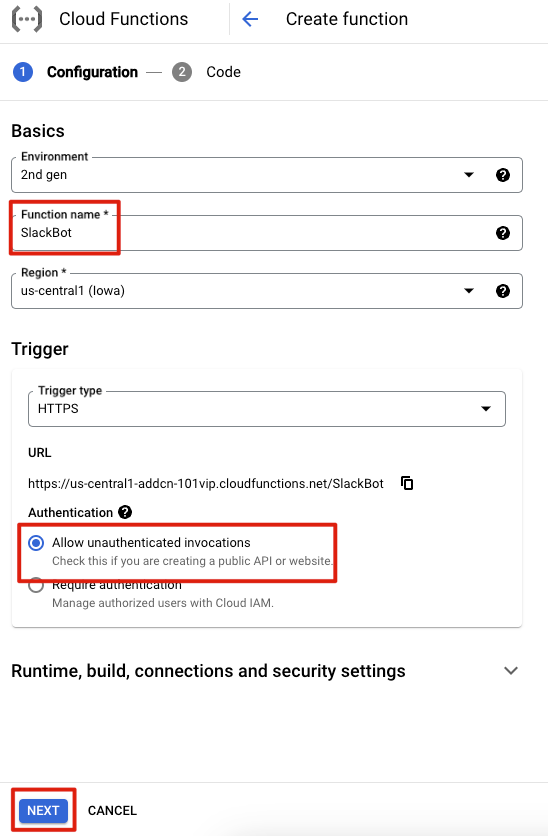 Cloud Functions
Create function
1 Configuration — 2 Code
Basics
Environment
2nd gen
Function name *
SlackBot
Region *
us-central1 (Iowa)
Trigger
Trigger type
HTTPS
URL
https://us-central1-addcn-101vip.cloudfunctions.net/SlackBot
Authentication
Allow unauthenticated invocations
Check this if you are creating a public API or website.
Require authentication
Manage authorized users with Cloud IAM.
Runtime, build, connections and security settings
NEXT CANCEL